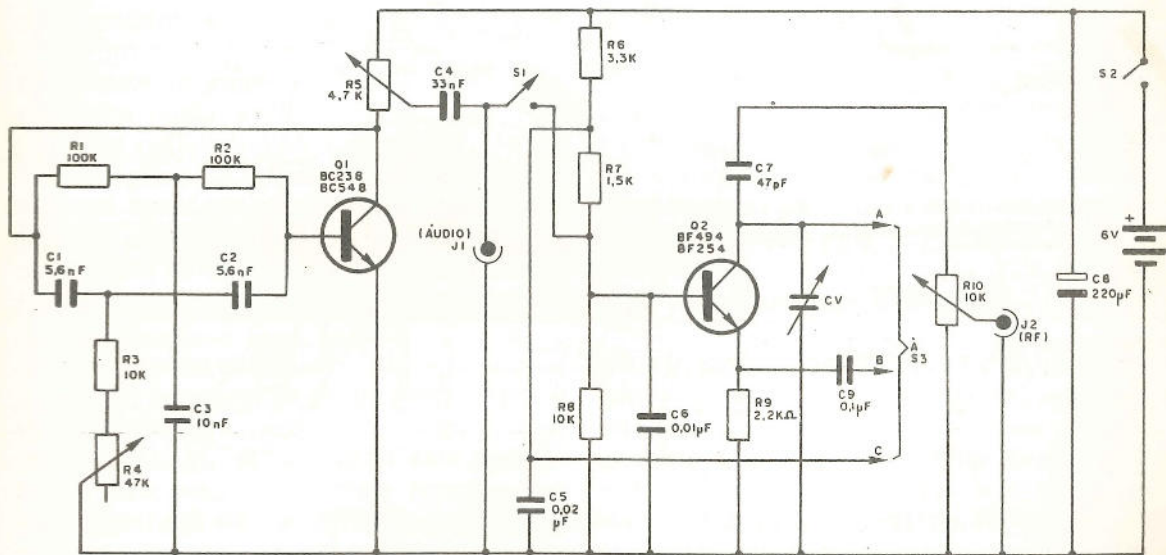 R1
100K
R2
100K
Q1
BC238
BC548
C1
5,6nF
C2
5,6nF
R3
10K
R4
47K
C3
10nF
R5
4,7K
C4
33nF
S1
(ÁUDIO)
J1
R6
3,3K
R7
1,5K
R8
10K
C5
0,02
µF
C6
0,01µF
Q2
BF494
BF254
R9
2,2KΩ
C7
47pF
CV
C9
0,1µF
A
B
C
À
S3
R10
10K
J2
(RF)
C8
220µF
+
6V
S2